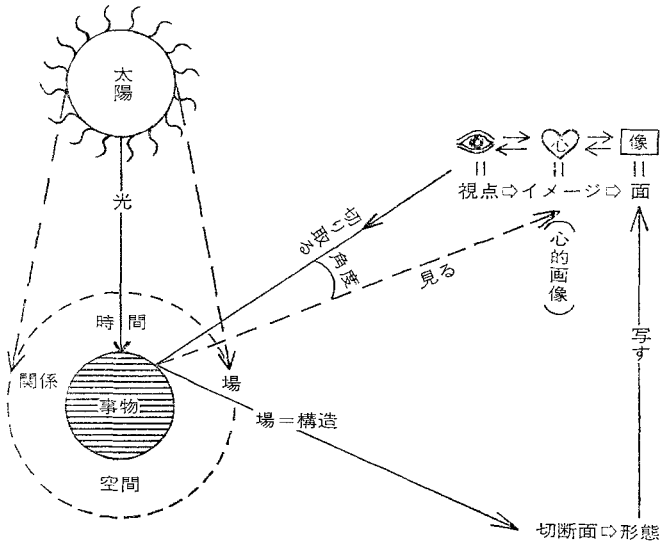 太陽
光
時間
関係
場
事物
空間
心
像
視点⇨イメージ⇨面
(心的画像)
切り取る
角度
見る
場＝構造
写す
切断面⇨形態